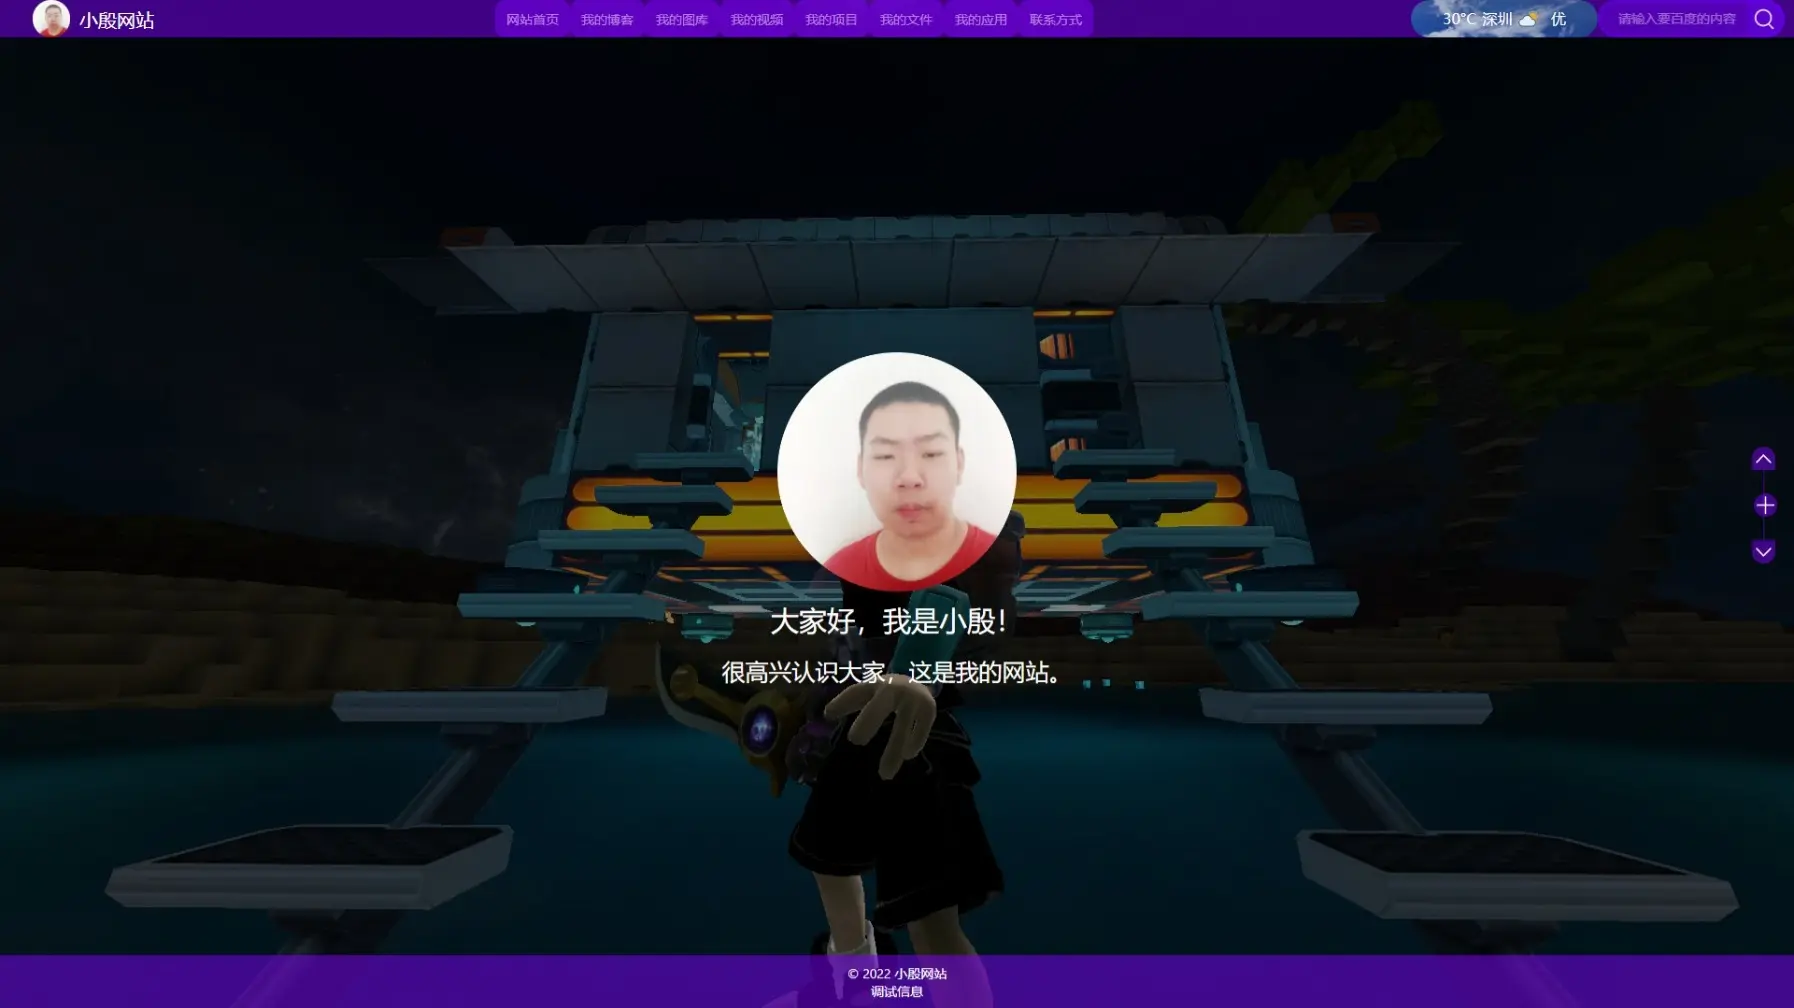 小殷网站
网站首页 我的博客 我的图库 我的视频 我的项目 我的文件 我的应用 联系方式
30°C 深圳 优
请输入要百度的内容
大家好，我是小殷！
很高兴认识大家，这是我的网站。
© 2022 小殷网站
调试信息